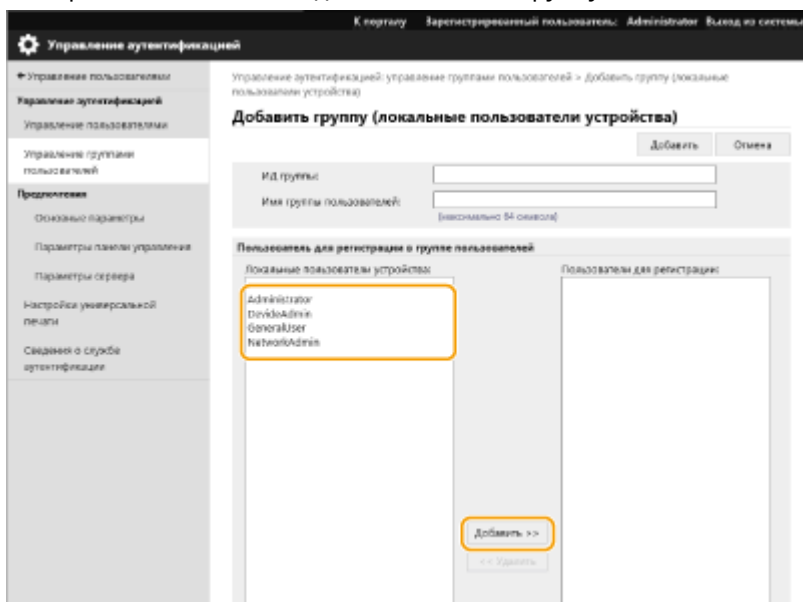 К порталу Зарегистрированный пользователь: Administrator Выход из системы
Управление аутентификацией
Управление пользователями
Управление аутентификацией
Управление пользователями
Управление группами
пользователей
Предпочтения
Основные параметры
Параметры панели управления
Параметры сервера
Настройки универсальной
печати
Сведения о службе
аутентификации
Управление аутентификацией: управление группами пользователей > Добавить группу (локальные
пользователи устройства)
Добавить группу (локальные пользователи устройства)
Добавить Отмена
ИД группы:
Имя группы пользователей:
(максимально 64 символа)
Пользователь для регистрации в группе пользователей
Локальные пользователи устройства: Пользователи для регистрации:
Administrator
DevideAdmin
GeneralUser
NetworkAdmin
Добавить >>
<< Удалить